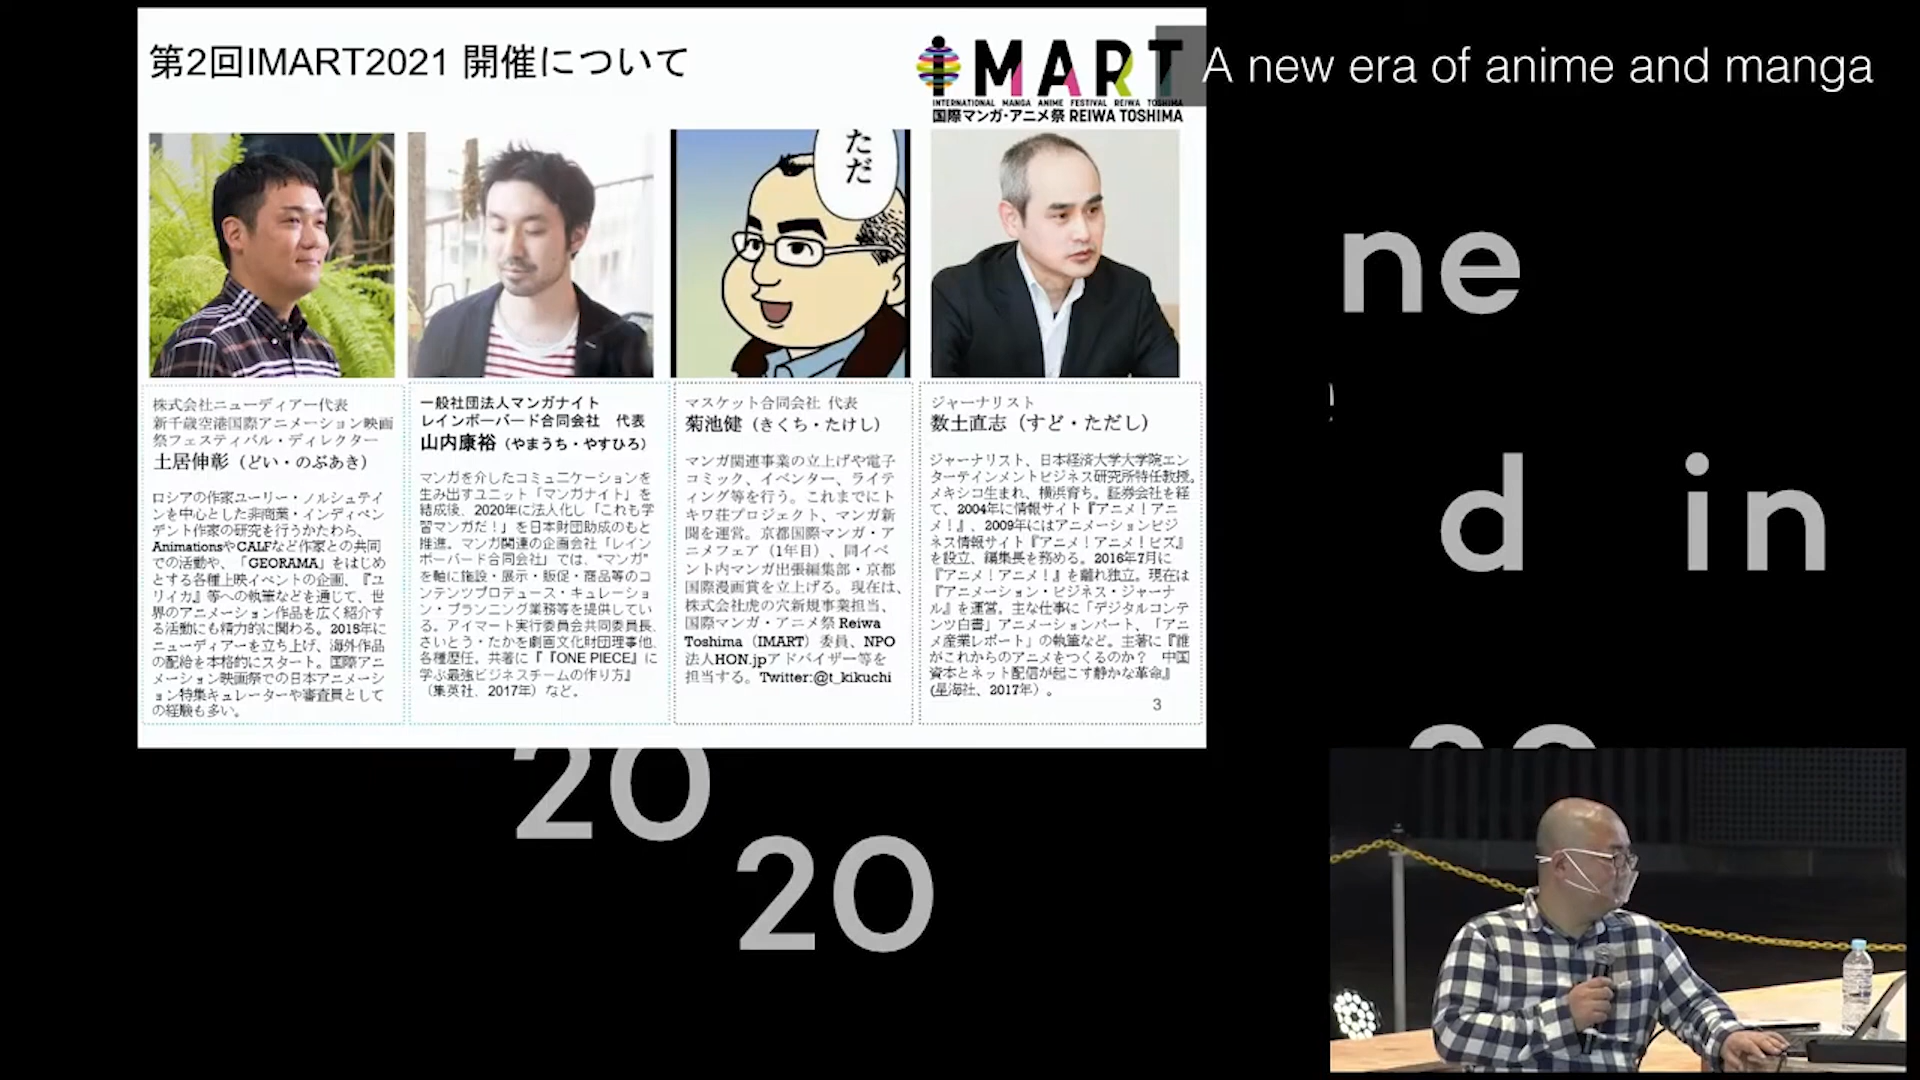 第2回IMART2021 開催について
iMART
INTERNATIONAL MANGA ANIME FESTIVAL REIWA TOSHIMA
国際マンガ・アニメ祭 REIWA TOSHIMA
A new era of anime and manga
ただ
株式会社ニューディアー代表
新千歳空港国際アニメーション映画
祭フェスティバル・ディレクター
土居伸彰（どい・のぶあき）
ロシアの作家ユーリー・ノルシュテイ
ンを中心とした非商業・インディペン
デント作家の研究を行うかたわら、
AnimationsやCALFなど作家との共同
での活動や、「GEORAMA」をはじめ
とする各種上映イベントの企画、『ユ
リイカ』等への執筆などを通じて、世
界のアニメーション作品を広く紹介す
る活動にも精力的に関わる。2015年に
ニューディアーを立ち上げ、海外作品
の配給を本格的にスタート。国際アニ
メーション映画祭での日本アニメーシ
ョン特集キュレーターや審査員として
の経験も多い。
一般社団法人マンガナイト
レインボーバード合同会社 代表
山内康裕（やまうち・やすひろ）
マンガを介したコミュニケーションを
生み出すユニット「マンガナイト」を
結成後、2020年に法人化し「これも学
習マンガだ！」を日本財団助成のもと
推進。マンガ関連の企画会社「レイン
ボーバード合同会社」では、“マンガ”
を軸に施設・展示・販促・商品等のコ
ンテンツプロデュース・キュレーショ
ン・プランニング業務等を提供してい
る。アイマート実行委員会共同委員長、
さいとう・たかを劇画文化財団理事他、
各種歴任。共著に『『ONE PIECE』に
学ぶ最強ビジネスチームの作り方』
（集英社、2017年）など。
マスケット合同会社 代表
菊池健（きくち・たけし）
マンガ関連事業の立上げや電子
コミック、イベンター、ライテ
ィング等を行う。これまでにト
キワ荘プロジェクト、マンガ新
聞を運営。京都国際マンガ・ア
ニメフェア（1年目）、同イベ
ント内マンガ出張編集部・京都
国際漫画賞を立上げる。現在は、
株式会社虎の穴新規事業担当、
国際マンガ・アニメ祭 Reiwa
Toshima（IMART）委員、NPO
法人HON.jpアドバイザー等を
担当する。Twitter:@t_kikuchi
ジャーナリスト
数土直志（すど・ただし）
ジャーナリスト、日本経済大学大学院エン
ターテインメントビジネス研究所特任教授。
メキシコ生まれ、横浜育ち。証券会社を経
て、2004年に情報サイト『アニメ！アニ
メ！』、2009年にはアニメーションビジ
ネス情報サイト『アニメ！アニメ！ビズ』
を設立、編集長を務める。2016年7月に
『アニメ！アニメ！』を離れ独立。現在は
『アニメーション・ビジネス・ジャーナ
ル』を運営。主な仕事に「デジタルコンテ
ンツ白書」アニメーションパート、「アニ
メ産業レポート」の執筆など。主著に『誰
がこれからのアニメをつくるのか？ 中国
資本とネット配信が起こす静かな革命』
(星海社、2017年）。
3
ne
d in
20
20